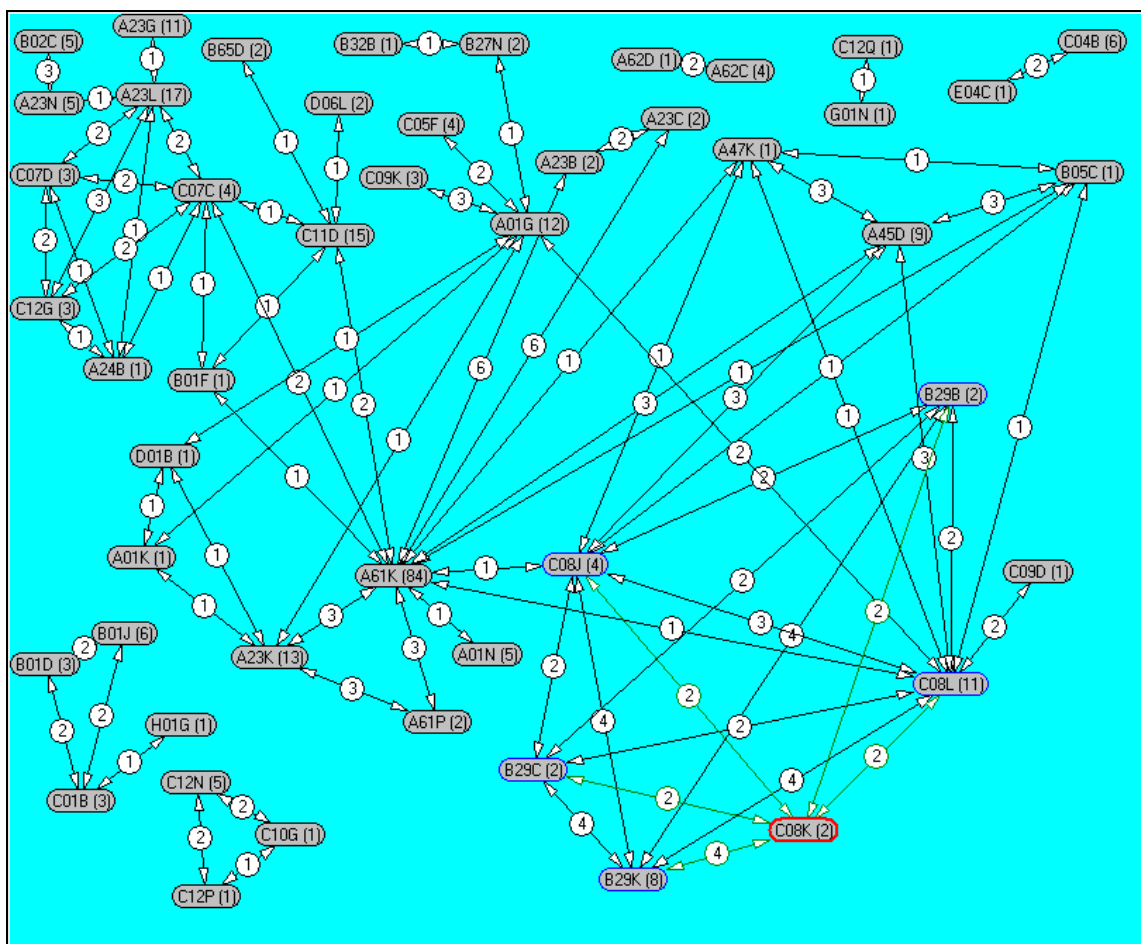 A23G (11)
B02C (5)
B65D (2)
B32B (1)
1
B27N (2)
C12Q (1)
C04B (6)
A62D (1)
2
A62C (4)
1
3
2
E04C (1)
A23N (5)
1
A23L (17)
D06L (2)
G01N (1)
C05F (4)
A23C (2)
2
2
1
1
1
A23B (2)
2
A47K (1)
1
C07D (3)
2
C07C (4)
C09K (3)
3
2
B05C (1)
3
3
1
C11D (15)
A01G (12)
A45D (9)
3
1
2
2
2
1
1
C12G (3)
1
A24B (1)
1
1
1
1
B01F (1)
2
2
1
1
6
6
1
1
1
3
3
1
B29B (2)
1
1
D01B (1)
1
2
2
3
1
A01K (1)
1
2
A61K (84)
1
C08J (4)
C09D (1)
1
3
A01N (5)
1
1
3
2
2
4
2
B01J (6)
B01D (3)
2
A23K (13)
3
3
A61P (2)
C08L (11)
2
2
H01G (1)
1
2
4
2
2
2
C01B (3)
C12N (5)
2
C10G (1)
2
1
C12P (1)
B29C (2)
2
4
4
C08K (2)
4
B29K (8)